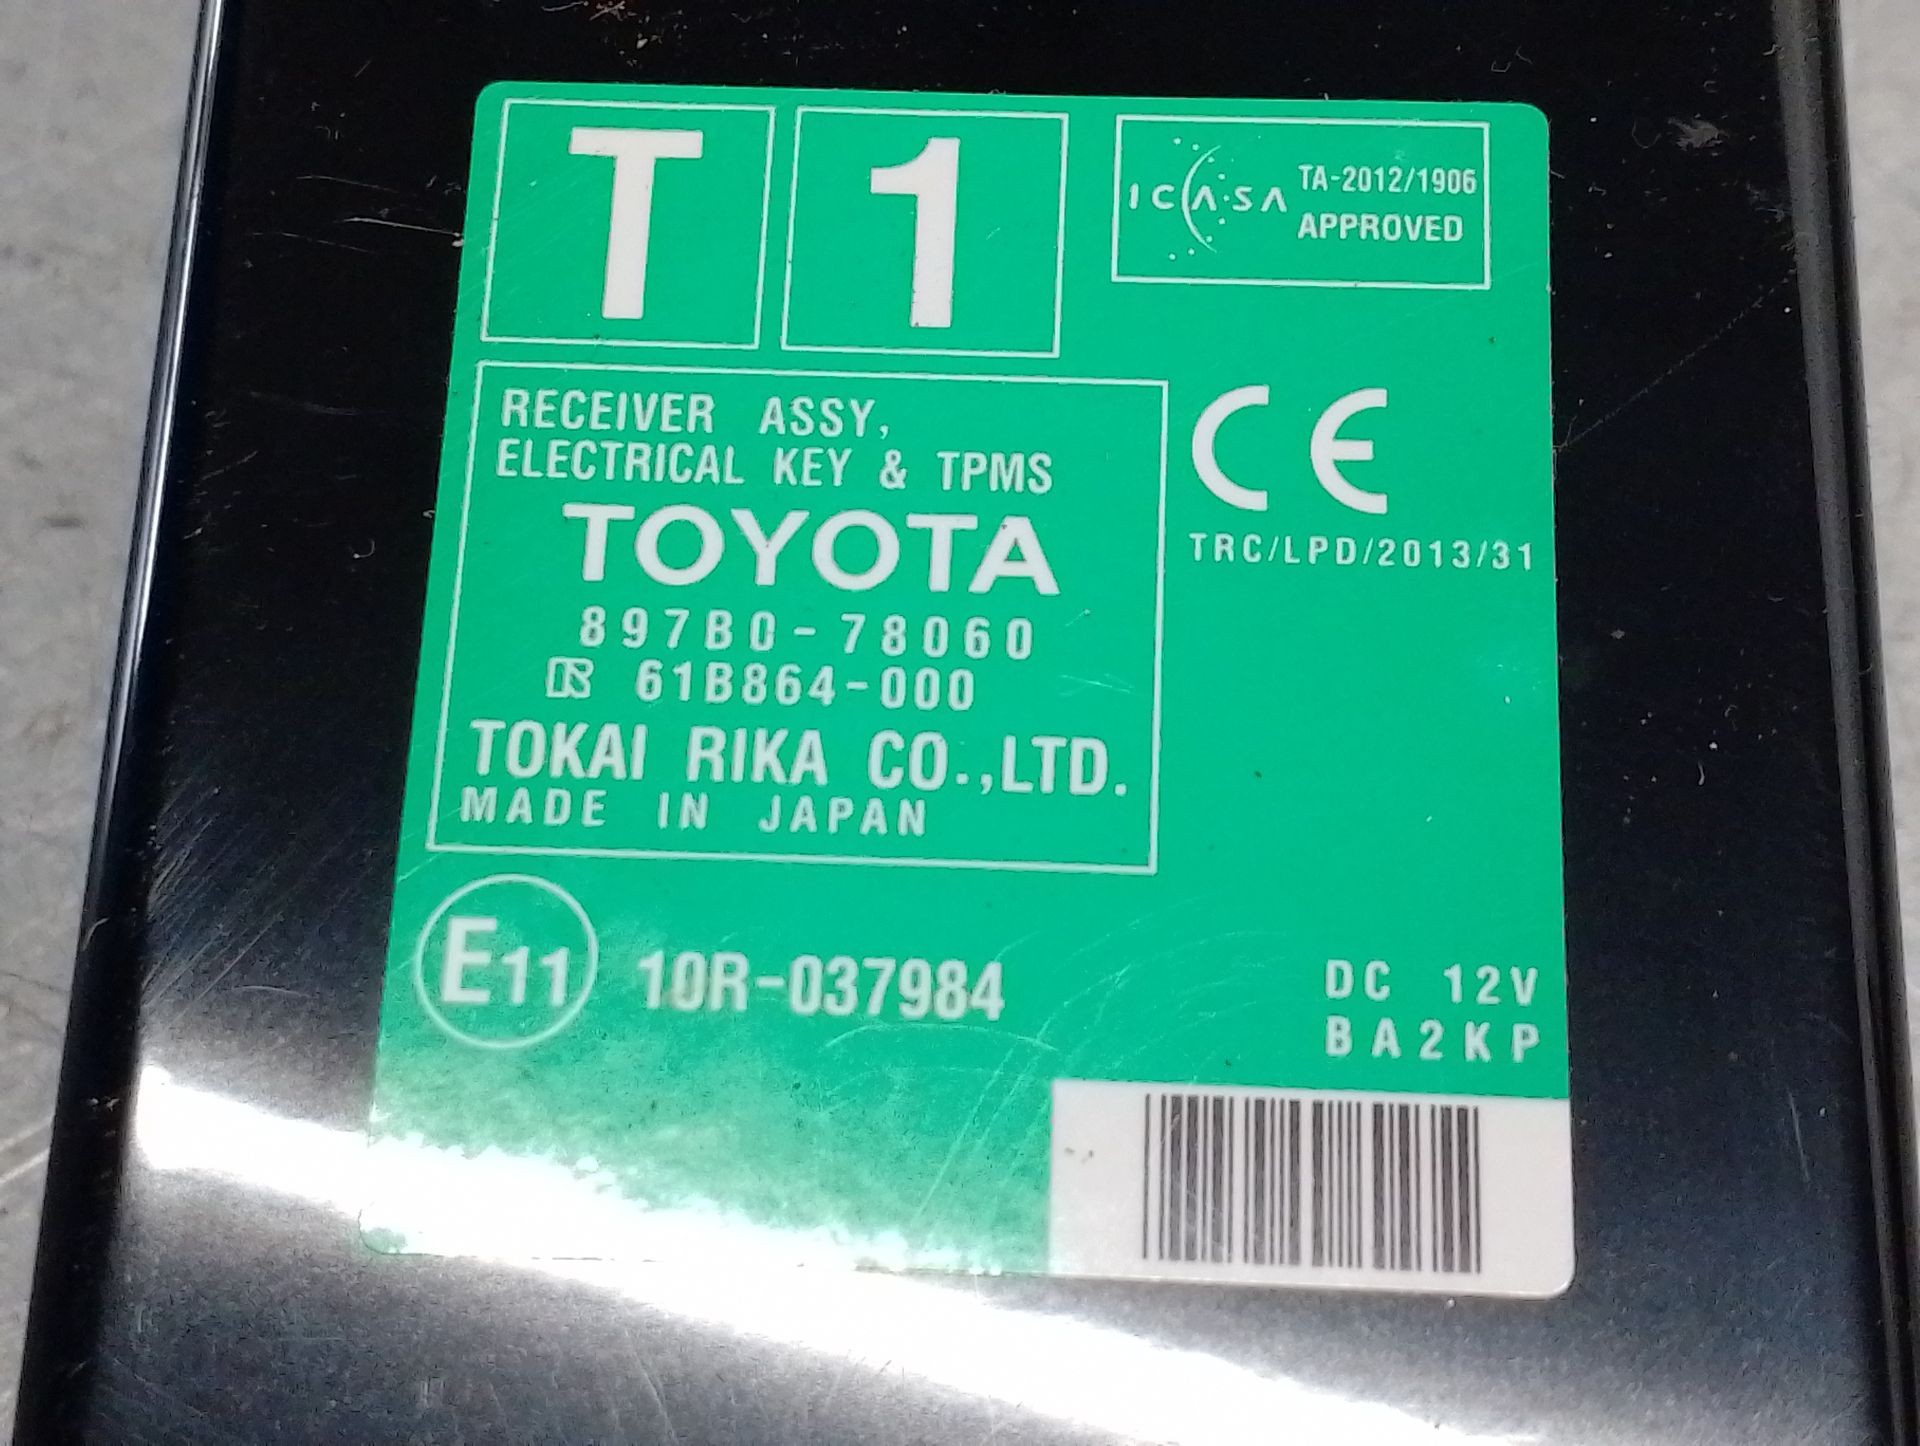 T 1
ICASA TA-2012/1906
APPROVED
RECEIVER ASSY,
ELECTRICAL KEY & TPMS
TOYOTA
897B0-78060
61B864-000
TOKAI RIKA CO.,LTD.
MADE IN JAPAN
CE
TRC/LPD/2013/31
E11 10R-037984
DC 12V
BA2KP